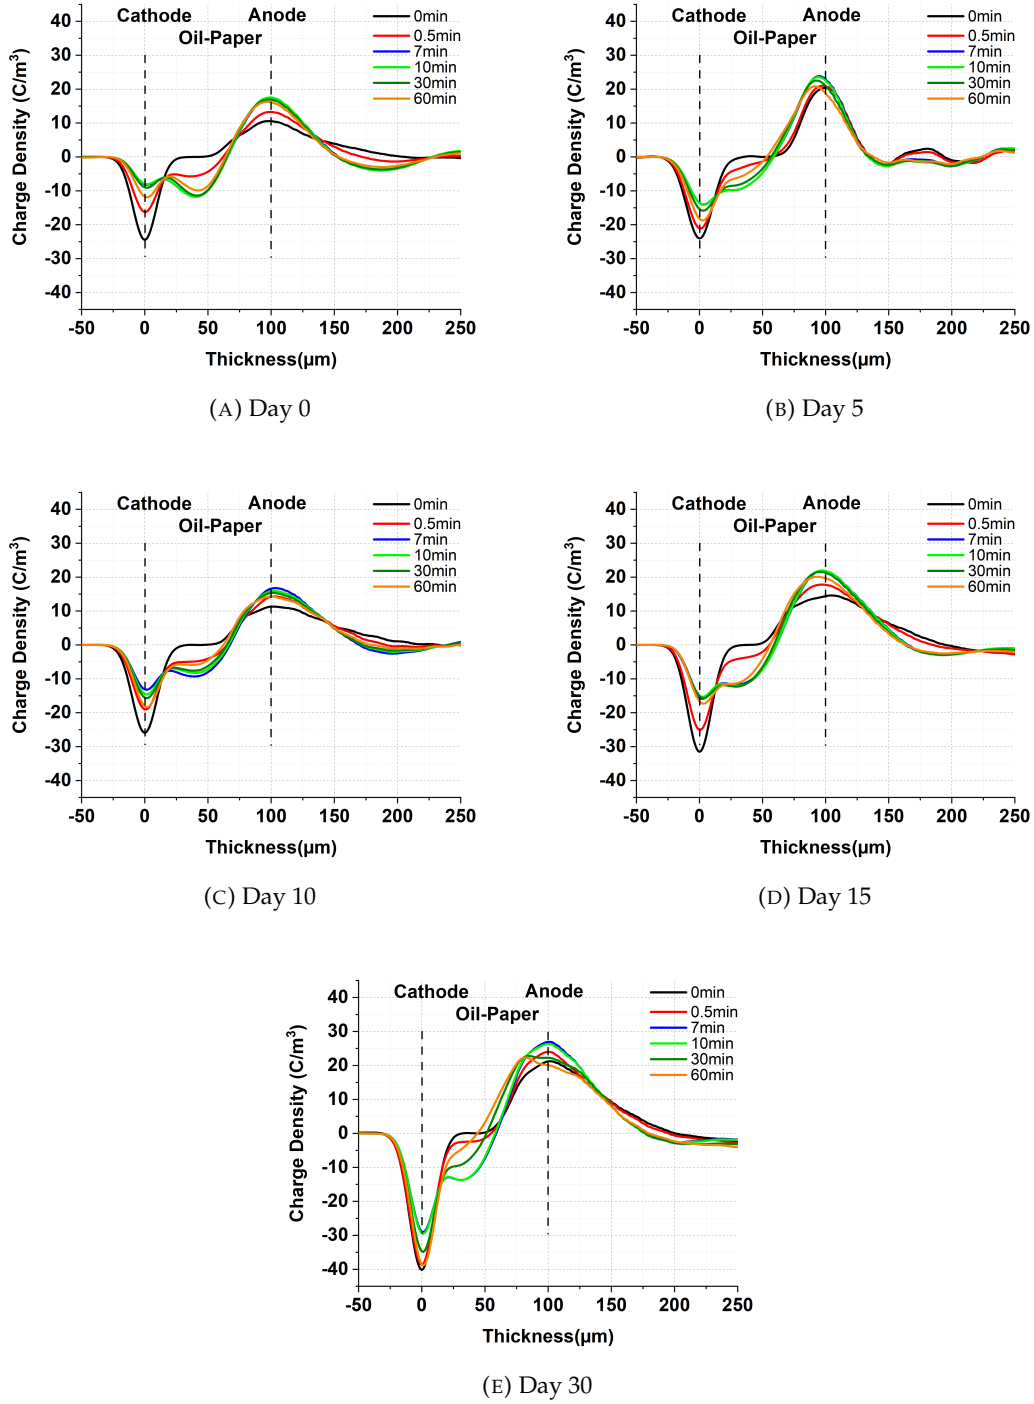 Cathode Anode
Oil-Paper
0min
0.5min
7min
10min
30min
60min
40
30
20
10
0
-10
-20
-30
-40
Charge Density (C/m³)
-50 0 50 100 150 200 250
Thickness(µm)
(A) Day 0
Cathode Anode
Oil-Paper
0min
0.5min
7min
10min
30min
60min
40
30
20
10
0
-10
-20
-30
-40
Charge Density (C/m³)
-50 0 50 100 150 200 250
Thickness(µm)
(B) Day 5
Cathode Anode
Oil-Paper
0min
0.5min
7min
10min
30min
60min
40
30
20
10
0
-10
-20
-30
-40
Charge Density (C/m³)
-50 0 50 100 150 200 250
Thickness(µm)
(C) Day 10
Cathode Anode
Oil-Paper
0min
0.5min
7min
10min
30min
60min
40
30
20
10
0
-10
-20
-30
-40
Charge Density (C/m³)
-50 0 50 100 150 200 250
Thickness(µm)
(D) Day 15
Cathode Anode
Oil-Paper
0min
0.5min
7min
10min
30min
60min
40
30
20
10
0
-10
-20
-30
-40
Charge Density (C/m³)
-50 0 50 100 150 200 250
Thickness(µm)
(E) Day 30